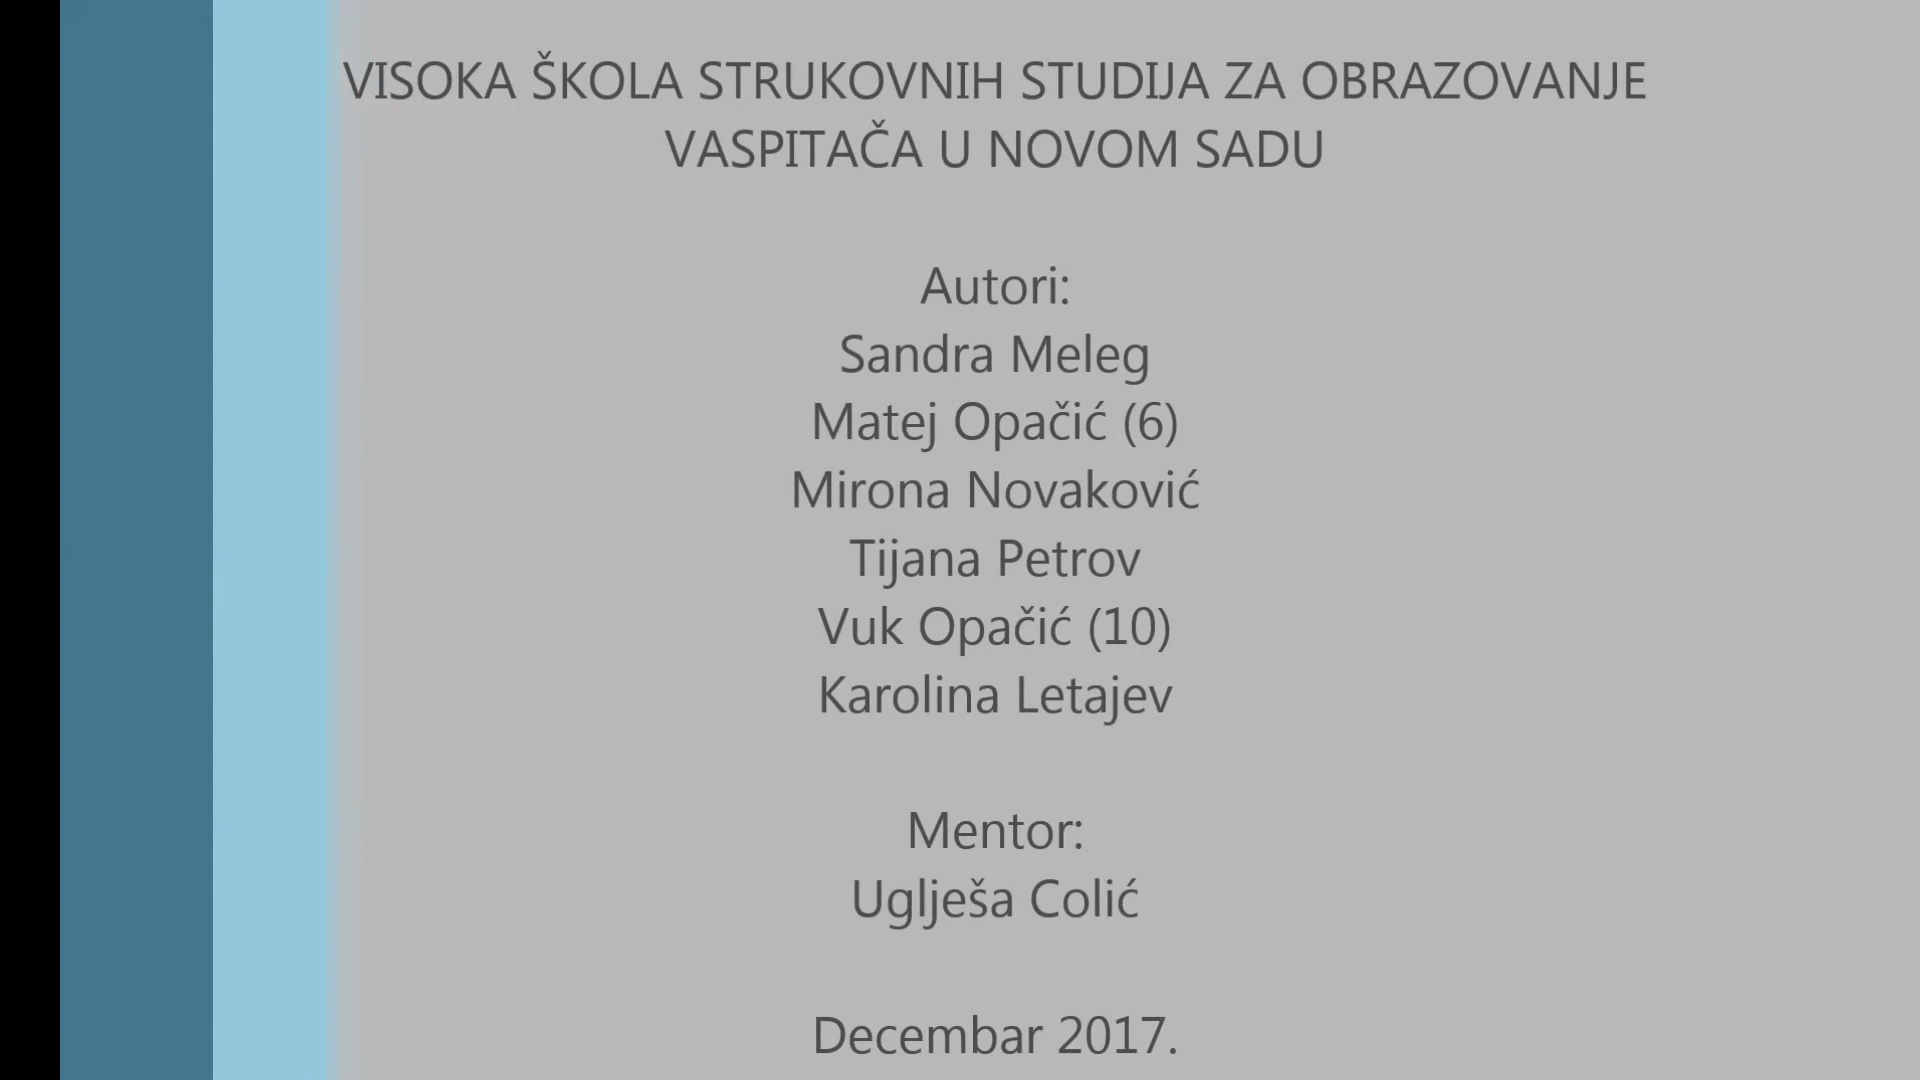 VISOKA ŠKOLA STRUKOVNIH STUDIJA ZA OBRAZOVANJE
VASPITAČA U NOVOM SADU
Autori:
Sandra Meleg
Matej Opačić (6)
Mirona Novaković
Tijana Petrov
Vuk Opačić (10)
Karolina Letajev
Mentor:
Uglješa Colić
Decembar 2017.